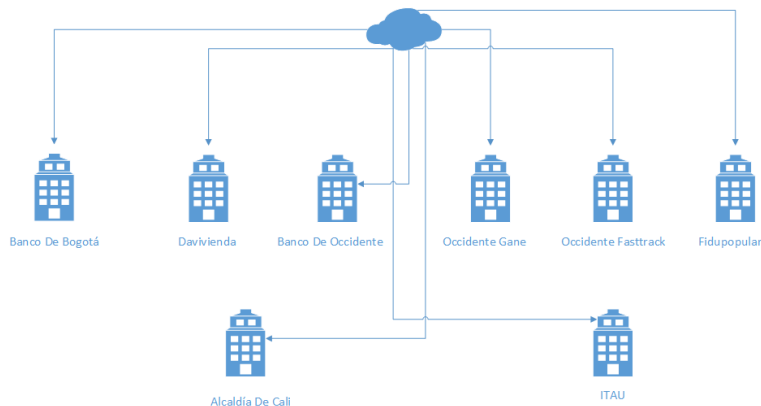 Banco De Bogotá
Davivienda
Banco De Occidente
Occidente Gane
Occidente Fasttrack
Fidupopular
Alcaldía De Cali
ITAU